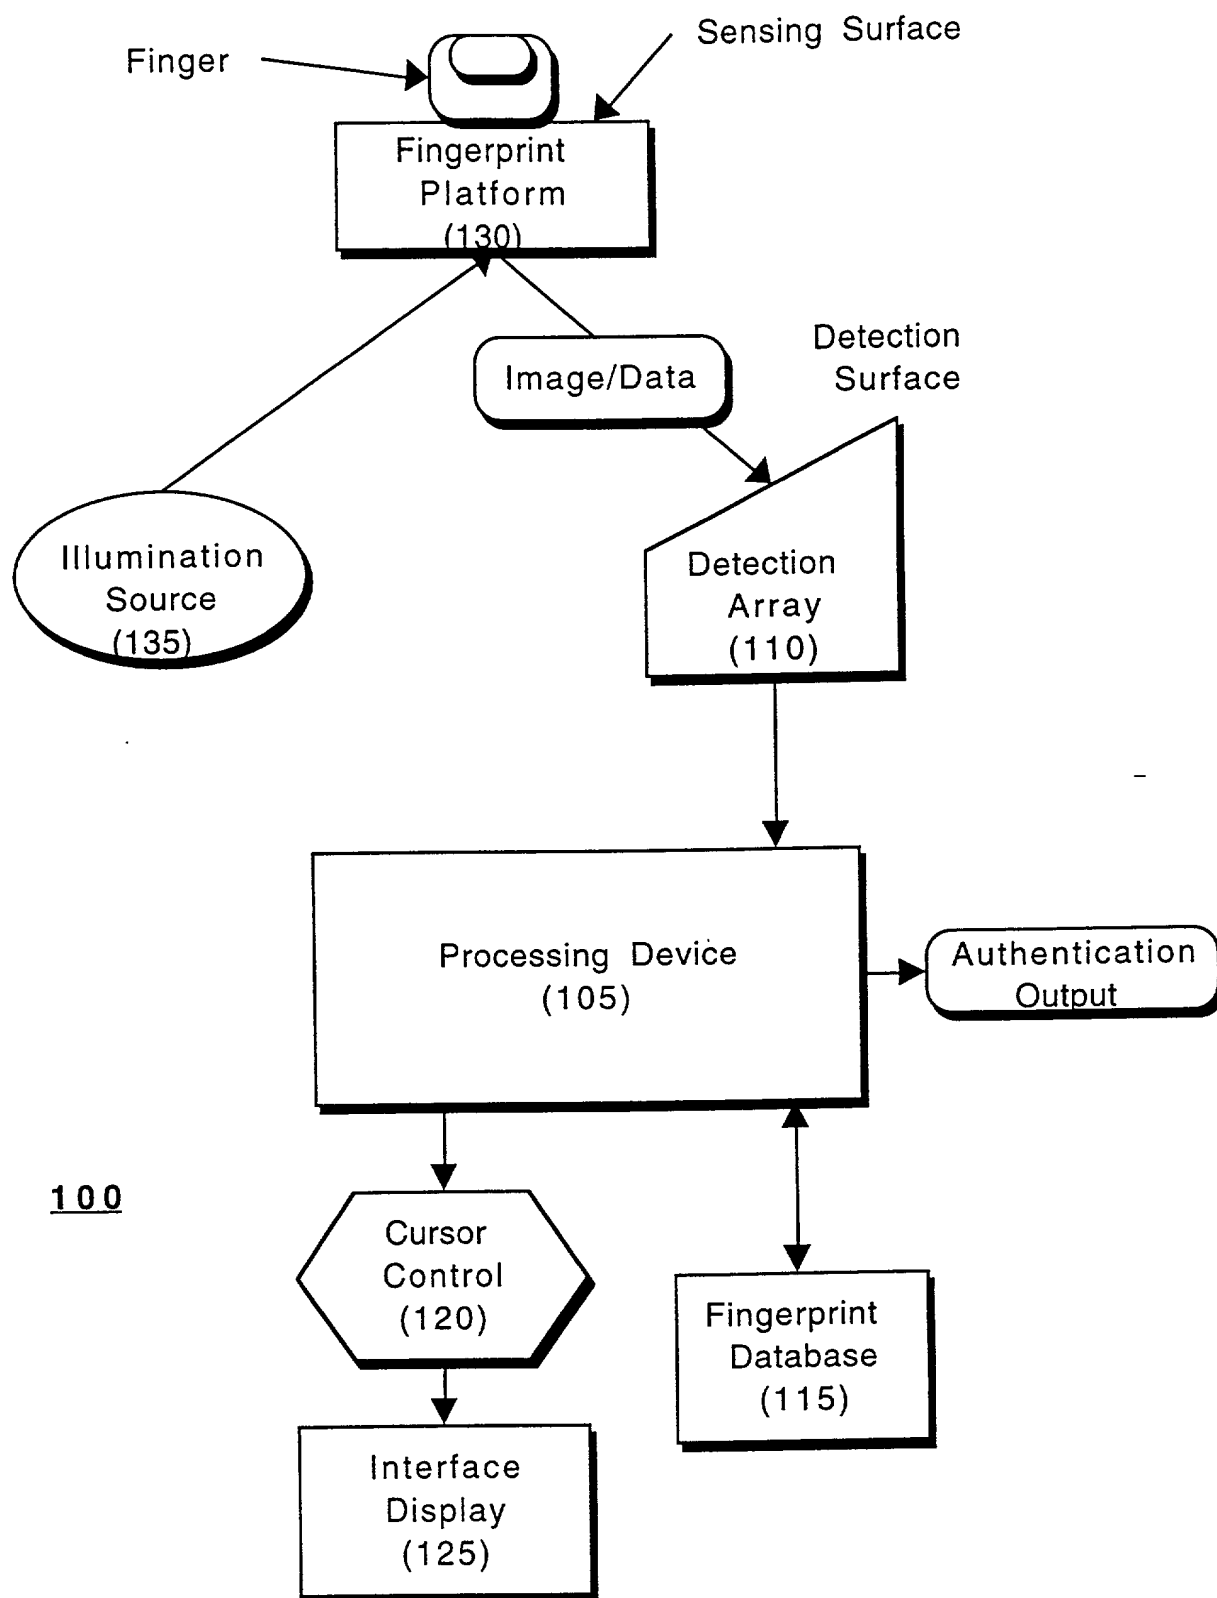 Sensing Surface
Finger
Fingerprint
Platform
(130)
Detection
Surface
Image/Data
Illumination
Source
(135)
Detection
Array
(110)
Processing Device
(105)
Authentication
Output
100
Cursor
Control
(120)
Fingerprint
Database
(115)
Interface
Display
(125)